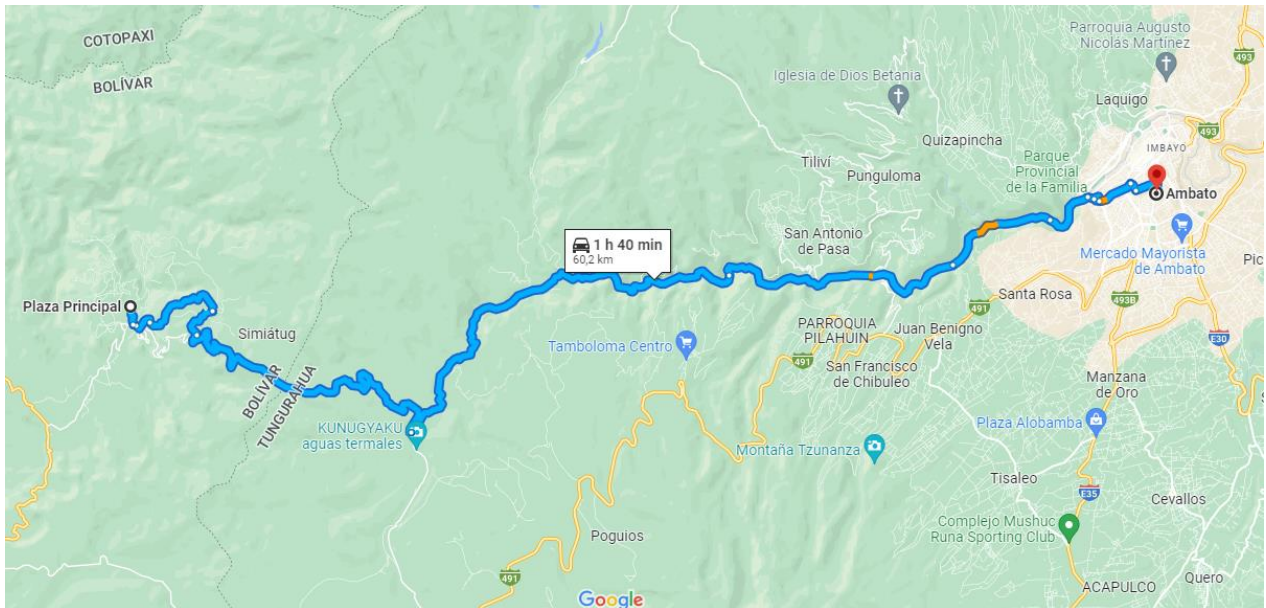 COTOPAXI
BOLÍVAR
Parroquia Augusto
Nicolas Martínez
493
Iglesia de Dios Betania
Laquigo
493
Quizapincha
IMBAYO
Parque
Provincial
de la Familia
Tiliví
Punguloma
Ambato
1 h 40 min
60,2 km
San Antonio
de Pasa
Mercado Mayorista
de Ambato
Pic
Plaza Principal
Simiátug
Santa Rosa
493B
491
PARROQUIA
PILAHUIN
Juan Benigno
Vela
E30
Tamboloma Centro
491
San Francisco
de Chibuleo
Manzana
de Oro
BOLÍVAR
TUNGURAHUA
KUNUGYAKU
aguas termales
Plaza Alobamba
Montaña Tzunanza
Tisaleo
E35
Cevallos
Complejo Mushuc
Runa Sporting Club
Poguios
491
Google
ACAPULCO
Quero